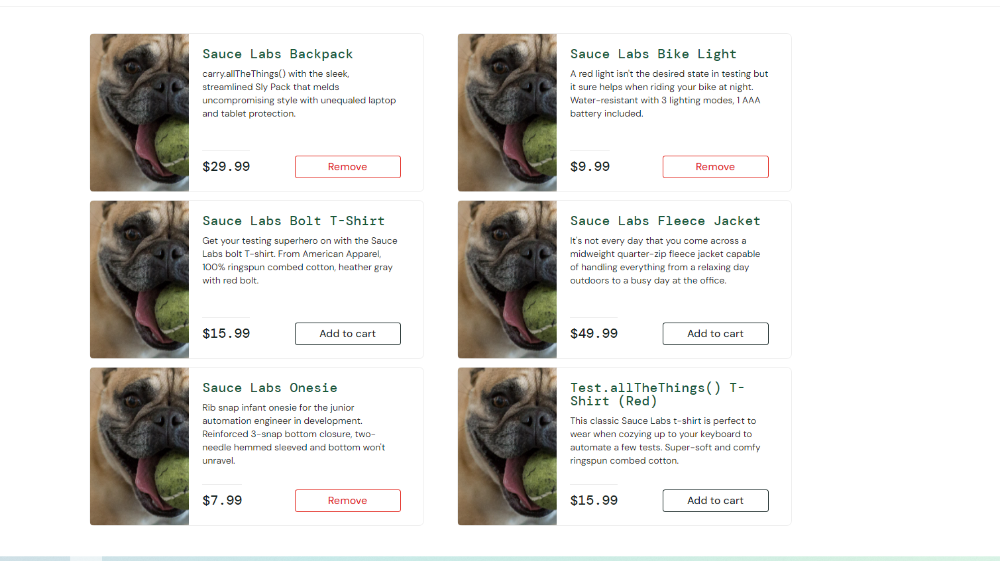 Sauce Labs Backpack
carry.allTheThings() with the sleek,
streamlined Sly Pack that melds
uncompromising style with unequaled laptop
and tablet protection.
$29.99
Remove
Sauce Labs Bike Light
A red light isn't the desired state in testing but
it sure helps when riding your bike at night.
Water-resistant with 3 lighting modes, 1 AAA
battery included.
$9.99
Remove
Sauce Labs Bolt T-Shirt
Get your testing superhero on with the Sauce
Labs bolt T-shirt. From American Apparel,
100% ringspun combed cotton, heather gray
with red bolt.
$15.99
Add to cart
Sauce Labs Fleece Jacket
It's not every day that you come across a
midweight quarter-zip fleece jacket capable
of handling everything from a relaxing day
outdoors to a busy day at the office.
$49.99
Add to cart
Sauce Labs Onesie
Rib snap infant onesie for the junior
automation engineer in development.
Reinforced 3-snap bottom closure, two-
needle hemmed sleeved and bottom won't
unravel.
$7.99
Remove
Test.allTheThings() T-
Shirt (Red)
This classic Sauce Labs t-shirt is perfect to
wear when cozying up to your keyboard to
automate a few tests. Super-soft and comfy
ringspun combed cotton.
$15.99
Add to cart